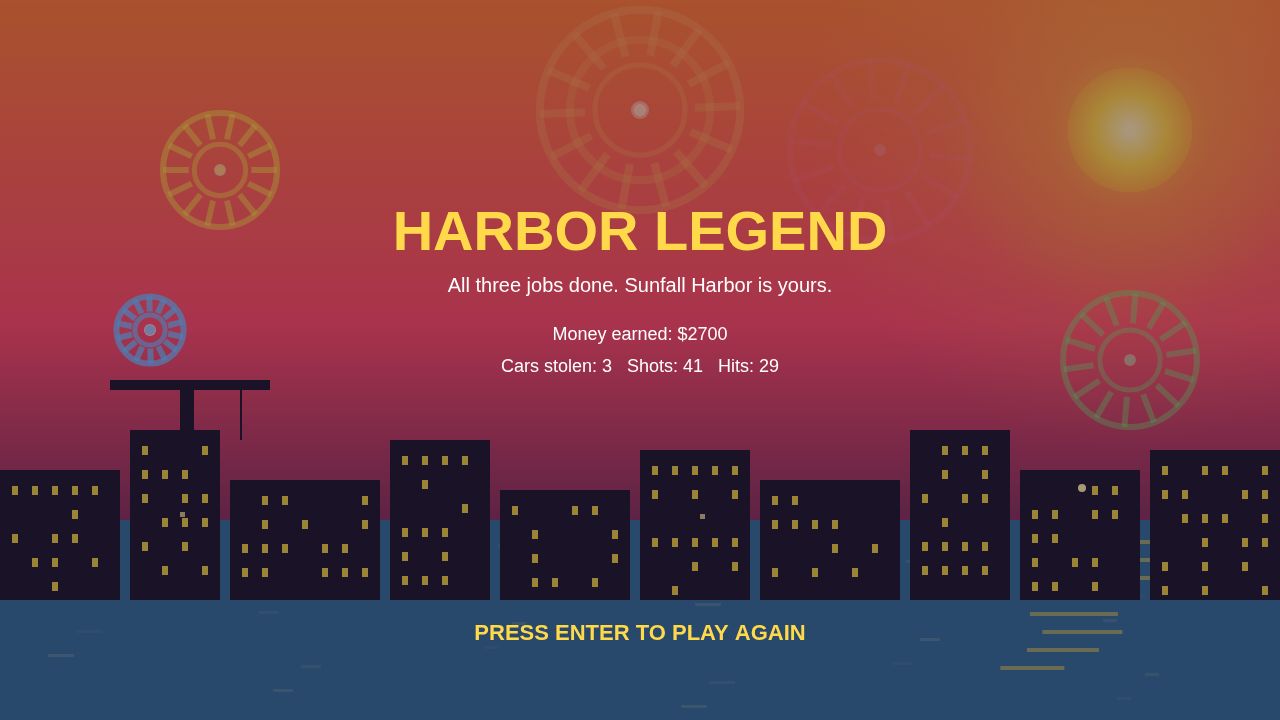 HARBOR LEGEND
All three jobs done. Sunfall Harbor is yours.
Money earned: $2700
Cars stolen: 3 Shots: 41 Hits: 29
PRESS ENTER TO PLAY AGAIN